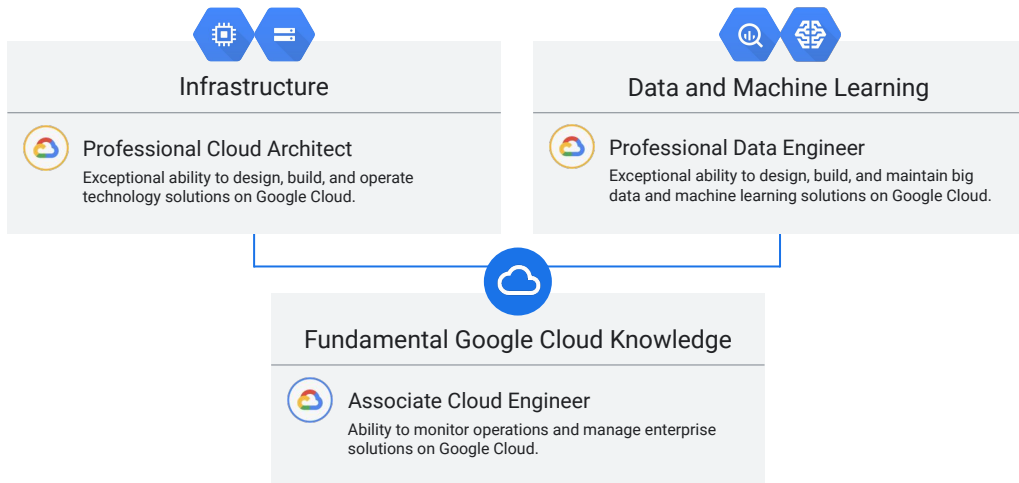 Infrastructure
Professional Cloud Architect
Exceptional ability to design, build, and operate
technology solutions on Google Cloud.
Data and Machine Learning
Professional Data Engineer
Exceptional ability to design, build, and maintain big
data and machine learning solutions on Google Cloud.
Fundamental Google Cloud Knowledge
Associate Cloud Engineer
Ability to monitor operations and manage enterprise
solutions on Google Cloud.